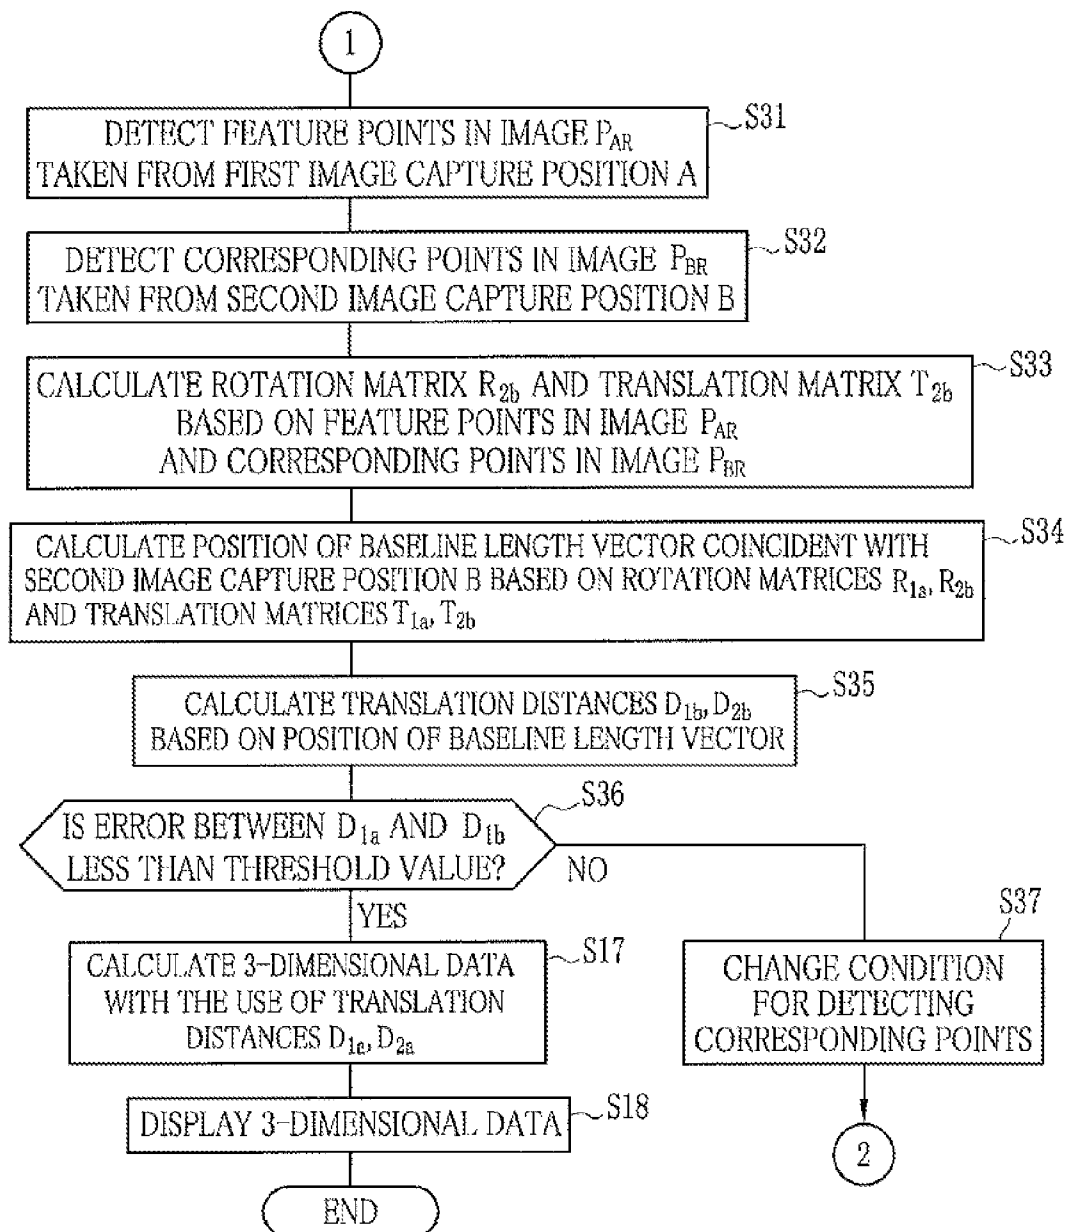 1
S31
DETECT FEATURE POINTS IN IMAGE P_AR
TAKEN FROM FIRST IMAGE CAPTURE POSITION A
S32
DETECT CORRESPONDING POINTS IN IMAGE P_BR
TAKEN FROM SECOND IMAGE CAPTURE POSITION B
S33
CALCULATE ROTATION MATRIX R_2b AND TRANSLATION MATRIX T_2b
BASED ON FEATURE POINTS IN IMAGE P_AR
AND CORRESPONDING POINTS IN IMAGE P_BR
S34
CALCULATE POSITION OF BASELINE LENGTH VECTOR COINCIDENT WITH
SECOND IMAGE CAPTURE POSITION B BASED ON ROTATION MATRICES R_1a, R_2b
AND TRANSLATION MATRICES T_1a, T_2b
S35
CALCULATE TRANSLATION DISTANCES D_1b, D_2b
BASED ON POSITION OF BASELINE LENGTH VECTOR
S36
IS ERROR BETWEEN D_1a AND D_1b
LESS THAN THRESHOLD VALUE?
NO
YES
S17
CALCULATE 3-DIMENSIONAL DATA
WITH THE USE OF TRANSLATION
DISTANCES D_1a, D_2a
S37
CHANGE CONDITION
FOR DETECTING
CORRESPONDING POINTS
S18
DISPLAY 3-DIMENSIONAL DATA
2
END